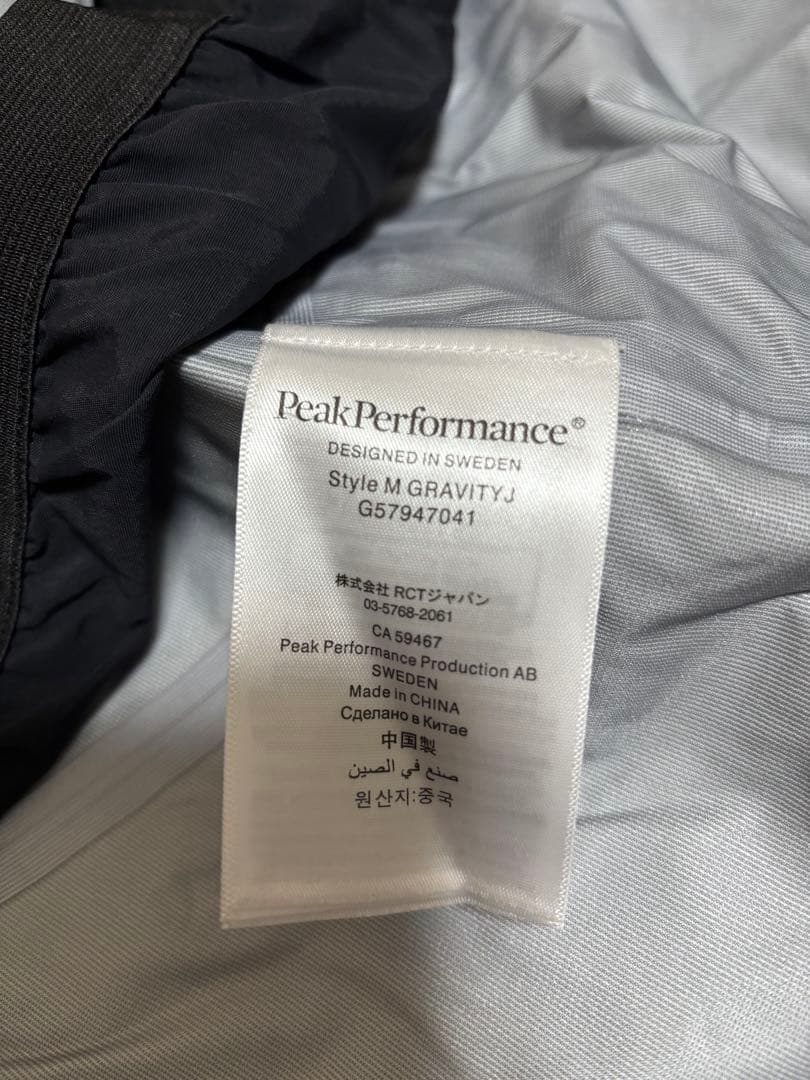 PeakPerformance®
DESIGNED IN SWEDEN
Style M GRAVITYJ
G57947041
株式会社 RCTジャパン
03-5768-2061
CA 59467
Peak Performance Production AB
SWEDEN
Made in CHINA
Сделано в Китае
中国製
صنع في الصين
원산지:중국